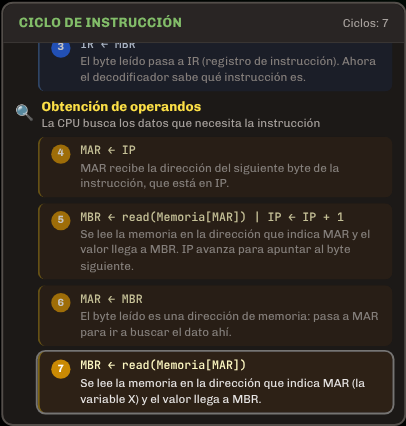 CICLO DE INSTRUCCIÓN
Ciclos: 7
3
IR ← MBR
El byte leído pasa a IR (registro de instrucción). Ahora
el decodificador sabe qué instrucción es.
Obtención de operandos
La CPU busca los datos que necesita la instrucción
4
MAR ← IP
MAR recibe la dirección del siguiente byte de la
instrucción, que está en IP.
5
MBR ← read(Memoria[MAR]) | IP ← IP + 1
Se lee la memoria en la dirección que indica MAR y el
valor llega a MBR. IP avanza para apuntar al byte
siguiente.
6
MAR ← MBR
El byte leído es una dirección de memoria: pasa a MAR
para ir a buscar el dato ahí.
7
MBR ← read(Memoria[MAR])
Se lee la memoria en la dirección que indica MAR (la
variable X) y el valor llega a MBR.